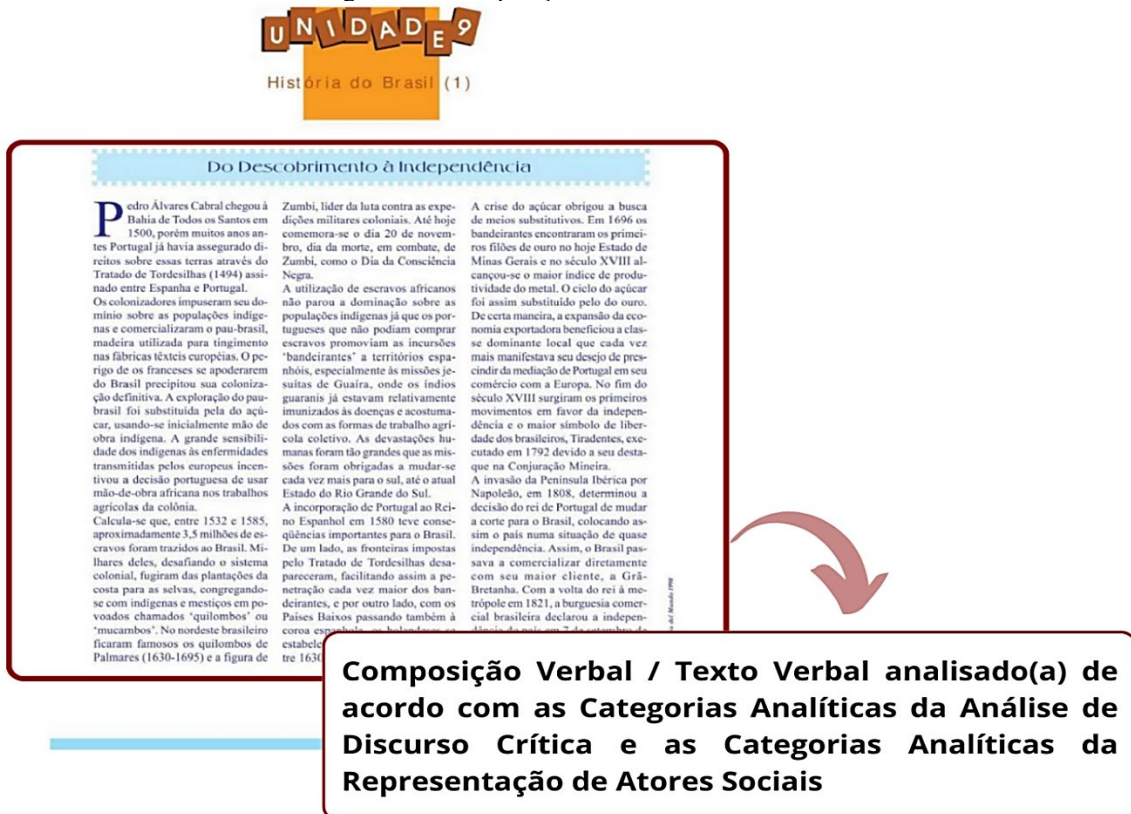 UNIDADE 9
História do Brasil (1)
Do Descobrimento à Independência
Pedro Álvares Cabral chegou à
Bahia de Todos os Santos em
1500, porém muitos anos an-
tes Portugal já havia assegurado di-
reitos sobre essas terras através do
Tratado de Tordesilhas (1494) assi-
nado entre Espanha e Portugal.
Os colonizadores impuseram seu do-
mínio sobre as populações indíge-
nas e comercializaram o pau-brasil,
madeira utilizada para tingimento
nas fábricas têxteis européias. O pe-
rigo de os franceses se apoderarem
do Brasil precipitou sua coloniza-
ção definitiva. A exploração do pau-
brasil foi substituída pela do açú-
car, usando-se inicialmente mão de
obra indígena. A grande sensibili-
dade dos indígenas às enfermidades
transmitidas pelos europeus incen-
tivou a decisão portuguesa de usar
mão-de-obra africana nos trabalhos
agrícolas da colônia.
Calcula-se que, entre 1532 e 1585,
aproximadamente 3,5 milhões de es-
cravos foram trazidos ao Brasil. Mi-
lhares deles, desafiando o sistema
colonial, fugiram das plantações da
costa para as selvas, congregando-
se com indígenas e mestiços em po-
voados chamados 'quilombos' ou
'mucambos'. No nordeste brasileiro
ficaram famosos os quilombos de
Palmares (1630-1695) e a figura de
Zumbi, líder da luta contra as expe-
dições militares coloniais. Até hoje
comemora-se o dia 20 de novem-
bro, dia da morte, em combate, de
Zumbi, como o Dia da Consciência
Negra.
A utilização de escravos africanos
não parou a dominação sobre as
populações indígenas já que os por-
tugueses que não podiam comprar
escravos promoviam as incursões
'bandeirantes' a territórios espa-
nhóis, especialmente às missões je-
suítas de Guaíra, onde os índios
guaranis já estavam relativamente
imunizados às doenças e acostuma-
dos com as formas de trabalho agrí-
cola coletivo. As devastações hu-
manas foram tão grandes que as mis-
sões foram obrigadas a mudar-se
cada vez mais para o sul, até o atual
Estado do Rio Grande do Sul.
A incorporação de Portugal ao Rei-
no Espanhol em 1580 teve conse-
qüências importantes para o Brasil.
De um lado, as fronteiras impostas
pelo Tratado de Tordesilhas desa-
pareceram, facilitando assim a pe-
netração cada vez maior dos ban-
deirantes, e por outro lado, com os
Países Baixos passando também à
coroa espanhola, os holandeses se
estabele
tre 1630
A crise do açúcar obrigou a busca
de meios substitutivos. Em 1696 os
bandeirantes encontraram os primei-
ros filões de ouro no hoje Estado de
Minas Gerais e no século XVIII al-
cançou-se o maior índice de produ-
tividade do metal. O ciclo do açúcar
foi assim substituído pelo do ouro.
De certa maneira, a expansão da eco-
nomia exportadora beneficiou a clas-
se dominante local que cada vez
mais manifestava seu desejo de pres-
cindir da mediação de Portugal em seu
comércio com a Europa. No fim do
século XVIII surgiram os primeiros
movimentos em favor da indepen-
dência e o maior símbolo de liber-
dade dos brasileiros, Tiradentes, exe-
cutado em 1792 devido a seu desta-
que na Conjuração Mineira.
A invasão da Península Ibérica por
Napoleão, em 1808, determinou a
decisão do rei de Portugal de mudar
a corte para o Brasil, colocando as-
sim o país numa situação de quase
independência. Assim, o Brasil pas-
sava a comercializar diretamente
com seu maior cliente, a Grã-
Bretanha. Com a volta do rei à me-
trópole em 1821, a burguesia comer-
cial brasileira declarou a indepen-
dência do país em 7 de setembro de
del Mundo 1998
Composição Verbal / Texto Verbal analisado(a) de
acordo com as Categorias Analíticas da Análise de
Discurso Crítica e as Categorias Analíticas da
Representação de Atores Sociais